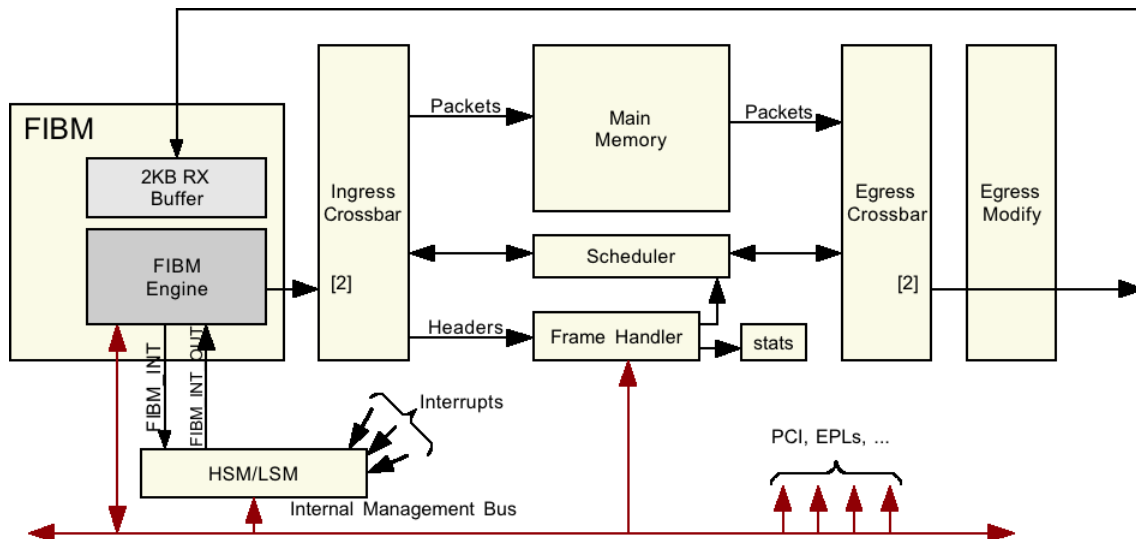 FIBM
2KB RX
Buffer
FIBM
Engine
Ingress
Crossbar
[2]
Packets
Headers
Main
Memory
Scheduler
Frame Handler
stats
Packets
Egress
Crossbar
[2]
Egress
Modify
FIBM_INT
FIBM_INT_OUT
Interrupts
HSM/LSM
Internal Management Bus
PCI, EPLs, ...